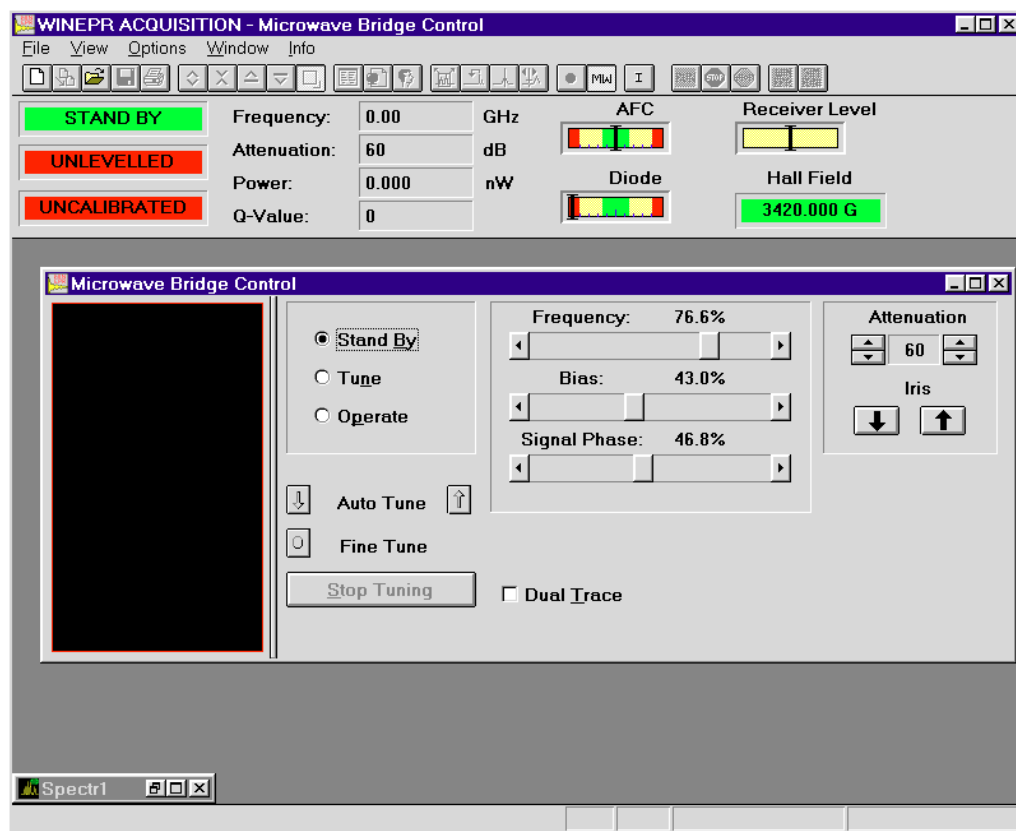 WINEPR ACQUISITION - Microwave Bridge Control
File View Options Window Info
MW I RUN STOP
STAND BY
UNLEVELLED
UNCALIBRATED
Frequency: 0.00 GHz
Attenuation: 60 dB
Power: 0.000 nW
Q-Value: 0
AFC
Diode
Receiver Level
Hall Field
3420.000 G
Microwave Bridge Control
Stand By
Tune
Operate
Auto Tune
Fine Tune
Stop Tuning
Frequency: 76.6%
Bias: 43.0%
Signal Phase: 46.8%
Dual Trace
Attenuation
60
Iris
Spectr1